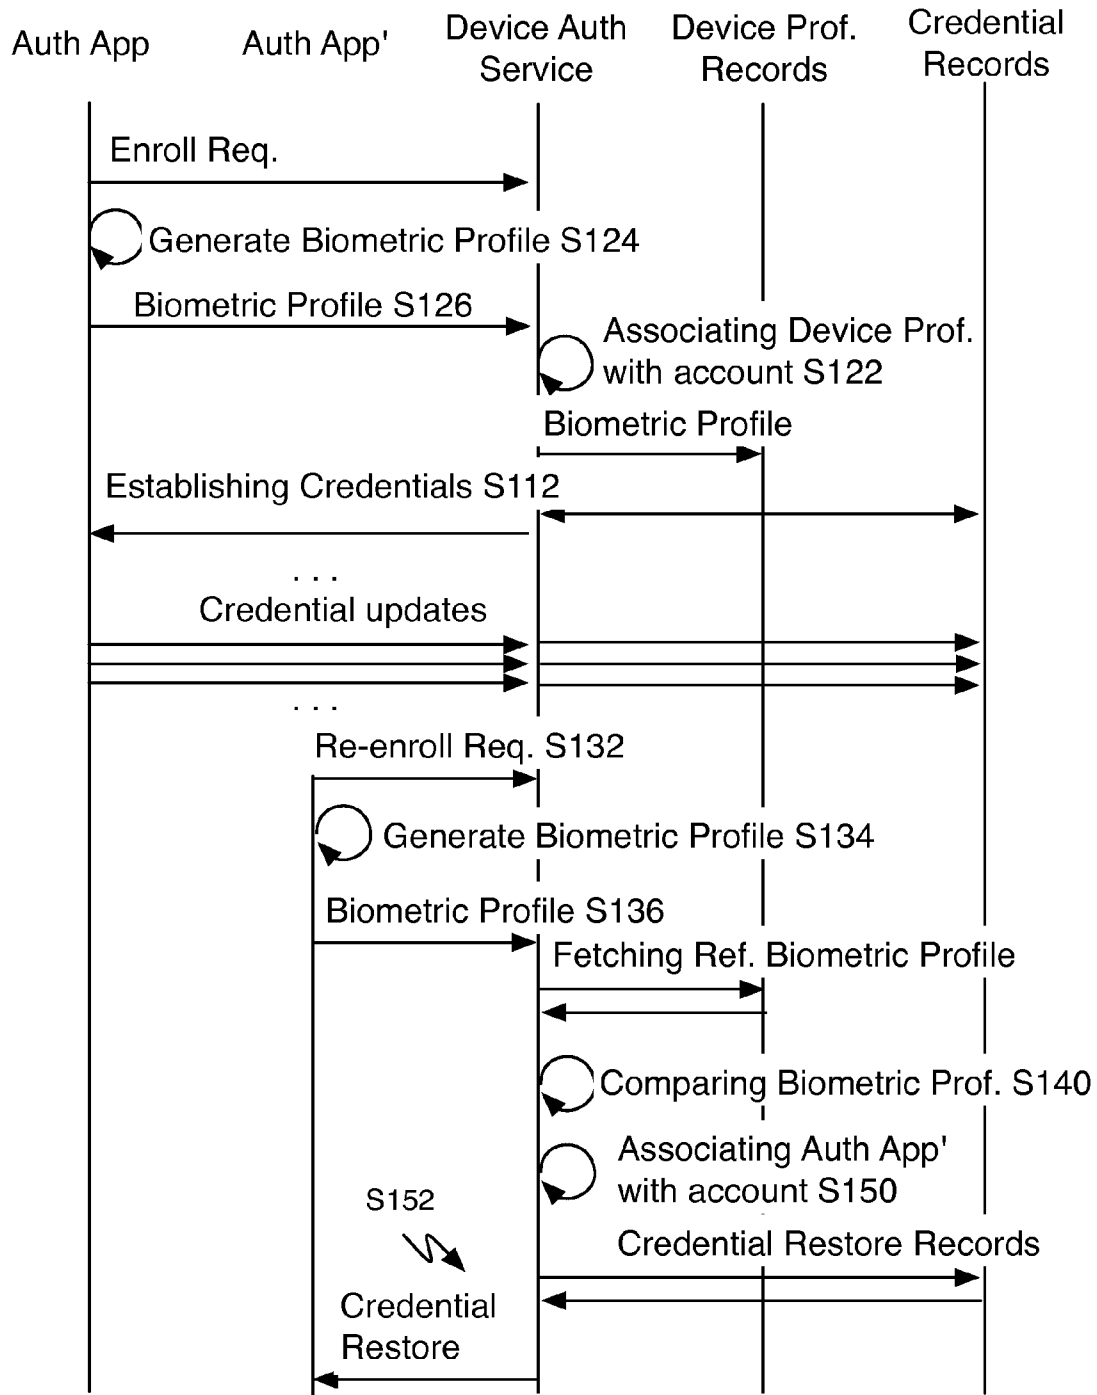 Auth App
Auth App'
Device Auth
Service
Device Prof.
Records
Credential
Records
Enroll Req.
Generate Biometric Profile S124
Biometric Profile S126
Associating Device Prof.
with account S122
Biometric Profile
Establishing Credentials S112
. . .
Credential updates
. . .
Re-enroll Req. S132
Generate Biometric Profile S134
Biometric Profile S136
Fetching Ref. Biometric Profile
Comparing Biometric Prof. S140
Associating Auth App'
with account S150
S152
Credential Restore Records
Credential
Restore